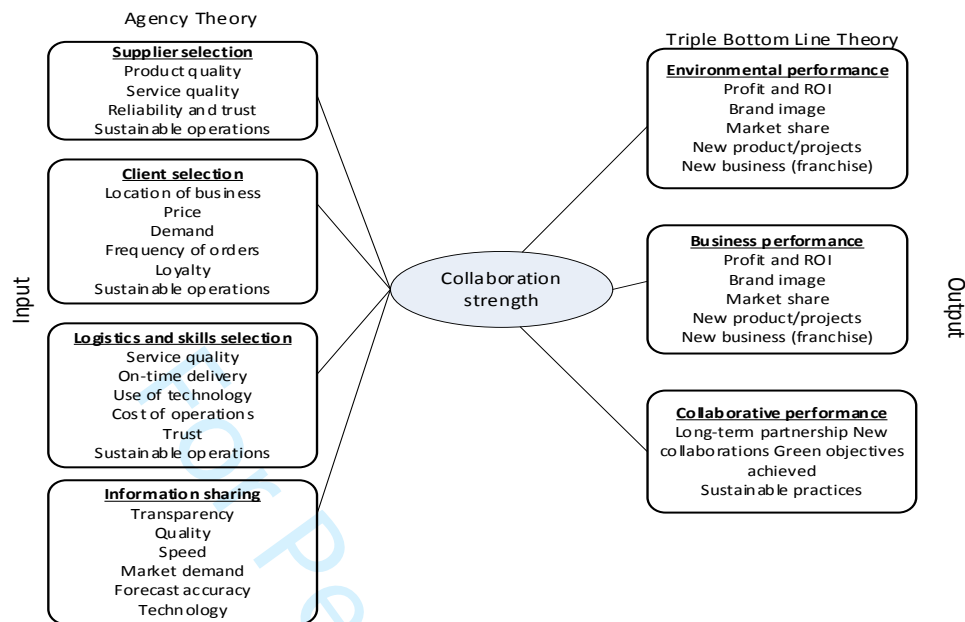 Agency Theory
Supplier selection
Product quality
Service quality
Reliability and trust
Sustainable operations
Client selection
Location of business
Price
Demand
Frequency of orders
Loyalty
Sustainable operations
Logistics and skills selection
Service quality
On-time delivery
Use of technology
Cost of operations
Trust
Sustainable operations
Information sharing
Transparency
Quality
Speed
Market demand
Forecast accuracy
Technology
Input
Collaboration
strength
Triple Bottom Line Theory
Environmental performance
Profit and ROI
Brand image
Market share
New product/projects
New business (franchise)
Business performance
Profit and ROI
Brand image
Market share
New product/projects
New business (franchise)
Collaborative performance
Long-term partnership New
collaborations Green objectives
achieved
Sustainable practices
Output
For Pe